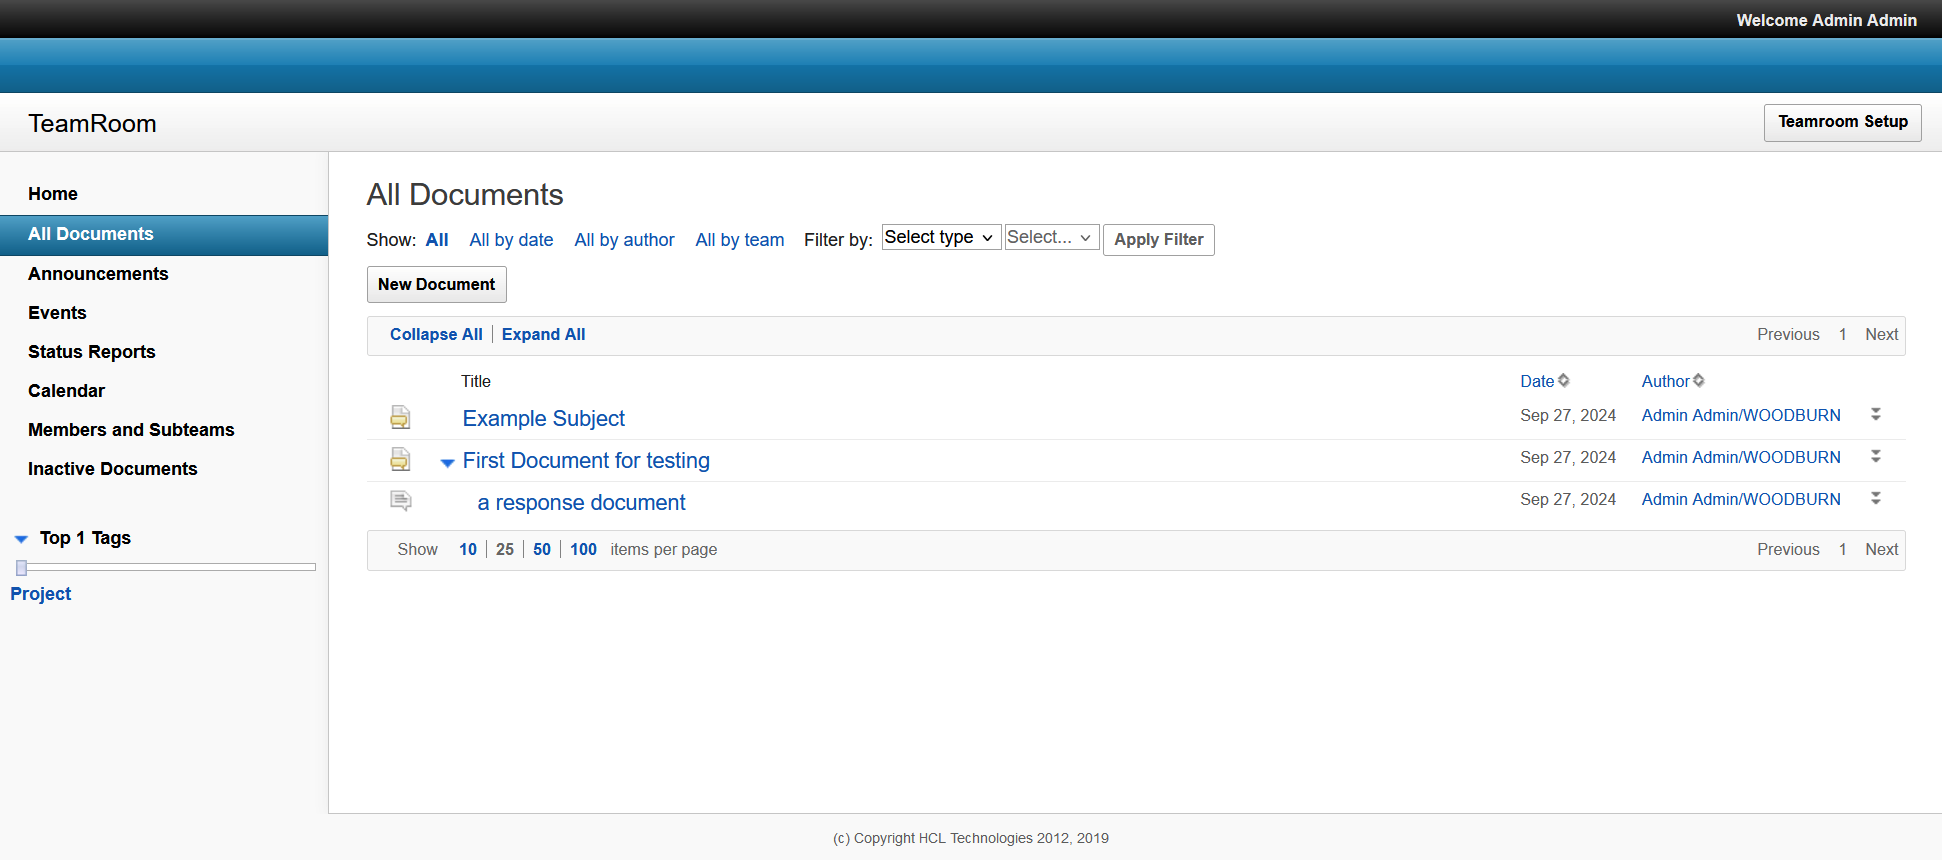 Welcome Admin Admin
TeamRoom
Teamroom Setup
Home
All Documents
Announcements
Events
Status Reports
Calendar
Members and Subteams
Inactive Documents
Top 1 Tags
Project
All Documents
Show: All All by date All by author All by team Filter by: Select type Select... Apply Filter
New Document
Collapse All Expand All Previous 1 Next
Title Date Author
Example Subject Sep 27, 2024 Admin Admin/WOODBURN
First Document for testing Sep 27, 2024 Admin Admin/WOODBURN
a response document Sep 27, 2024 Admin Admin/WOODBURN
Show 10 25 50 100 items per page Previous 1 Next
(c) Copyright HCL Technologies 2012, 2019